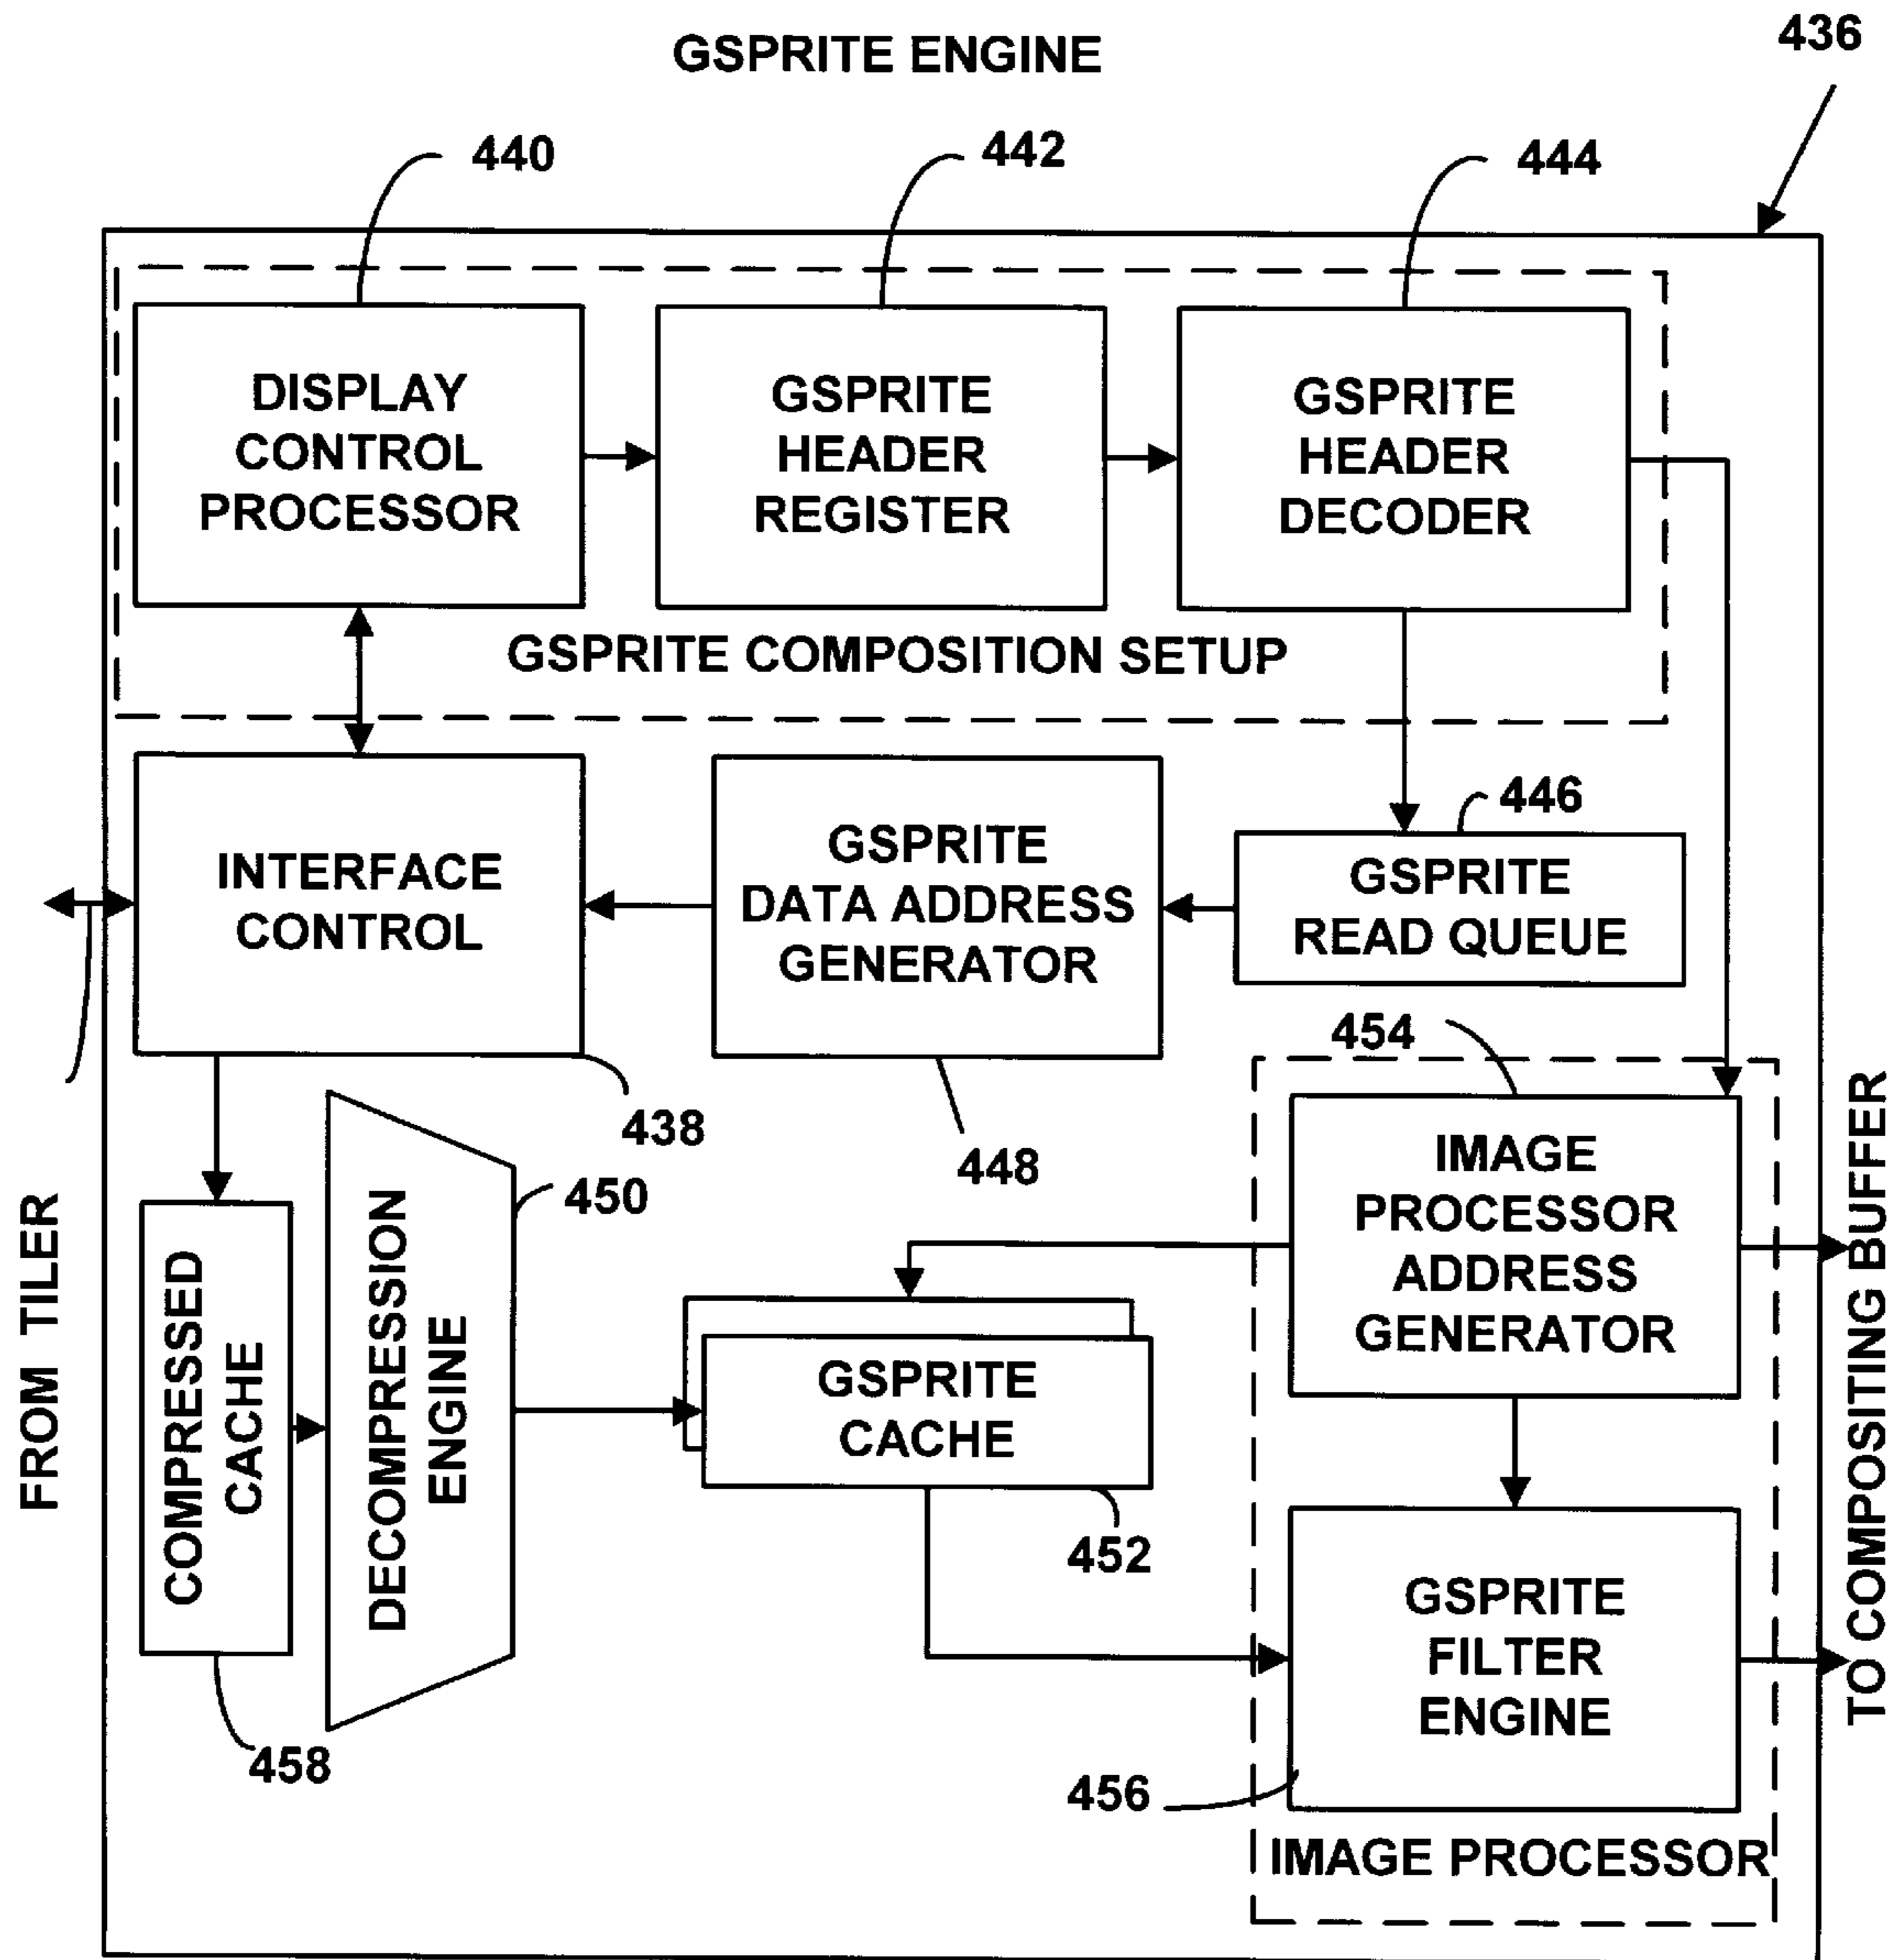 GSPRITE ENGINE
436
440
442
444
DISPLAY
CONTROL
PROCESSOR
GSPRITE
HEADER
REGISTER
GSPRITE
HEADER
DECODER
GSPRITE COMPOSITION SETUP
INTERFACE
CONTROL
438
GSPRITE
DATA ADDRESS
GENERATOR
448
446
GSPRITE
READ QUEUE
454
IMAGE
PROCESSOR
ADDRESS
GENERATOR
FROM TILER
COMPRESSED
CACHE
458
DECOMPRESSION
ENGINE
450
GSPRITE
CACHE
452
GSPRITE
FILTER
ENGINE
456
IMAGE PROCESSOR
TO COMPOSITING BUFFER